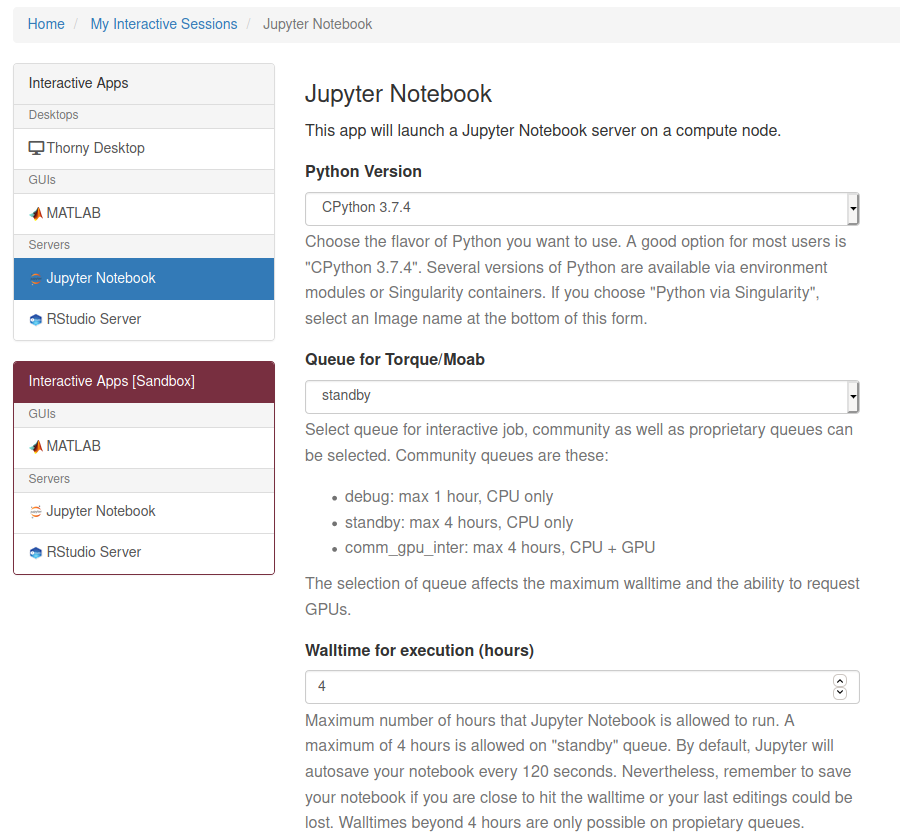 Home / My Interactive Sessions / Jupyter Notebook
Interactive Apps
Desktops
Thorny Desktop
GUIs
MATLAB
Servers
Jupyter Notebook
RStudio Server
Interactive Apps [Sandbox]
GUIs
MATLAB
Servers
Jupyter Notebook
RStudio Server
Jupyter Notebook
This app will launch a Jupyter Notebook server on a compute node.
Python Version
CPython 3.7.4
Choose the flavor of Python you want to use. A good option for most users is
"CPython 3.7.4". Several versions of Python are available via environment
modules or Singularity containers. If you choose "Python via Singularity",
select an Image name at the bottom of this form.
Queue for Torque/Moab
standby
Select queue for interactive job, community as well as proprietary queues can
be selected. Community queues are these:
• debug: max 1 hour, CPU only
• standby: max 4 hours, CPU only
• comm_gpu_inter: max 4 hours, CPU + GPU
The selection of queue affects the maximum walltime and the ability to request
GPUs.
Walltime for execution (hours)
4
Maximum number of hours that Jupyter Notebook is allowed to run. A
maximum of 4 hours is allowed on "standby" queue. By default, Jupyter will
autosave your notebook every 120 seconds. Nevertheless, remember to save
your notebook if you are close to hit the walltime or your last editings could be
lost. Walltimes beyond 4 hours are only possible on propietary queues.